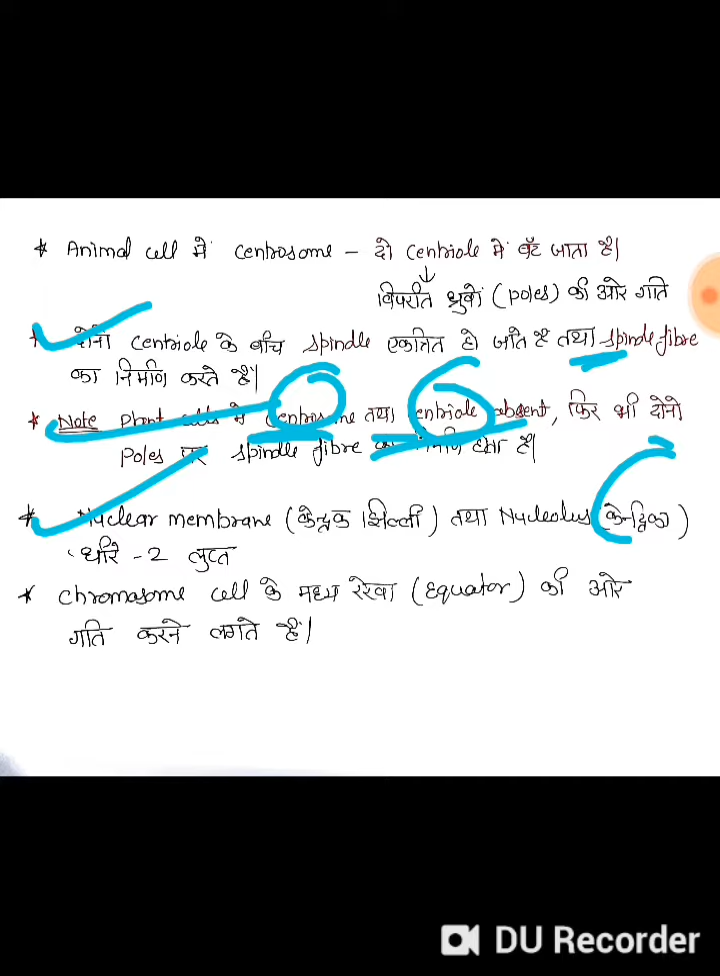 * Animal cell में centrosome - दो centriole में बँट जाता है।
↓
विपरीत ध्रुवों (poles) की ओर गति
* दोनो centriole के बीच spindle एकत्रित हो जाते है तथा spindle fibre
का निर्माण करते है।
* Note Plant cells में centrosome तथा centriole absent, फिर भी दोनो
poles पर spindle fibre का निर्माण होता है।
* Nuclear membrane (केन्द्रक झिल्ली) तथा Nucleolus (केन्द्रिका)
धीरे -2 लुप्त
* chromasome cell के मध्य रेखा (Equator) की ओर
गति करने लगते हैं।
DU Recorder